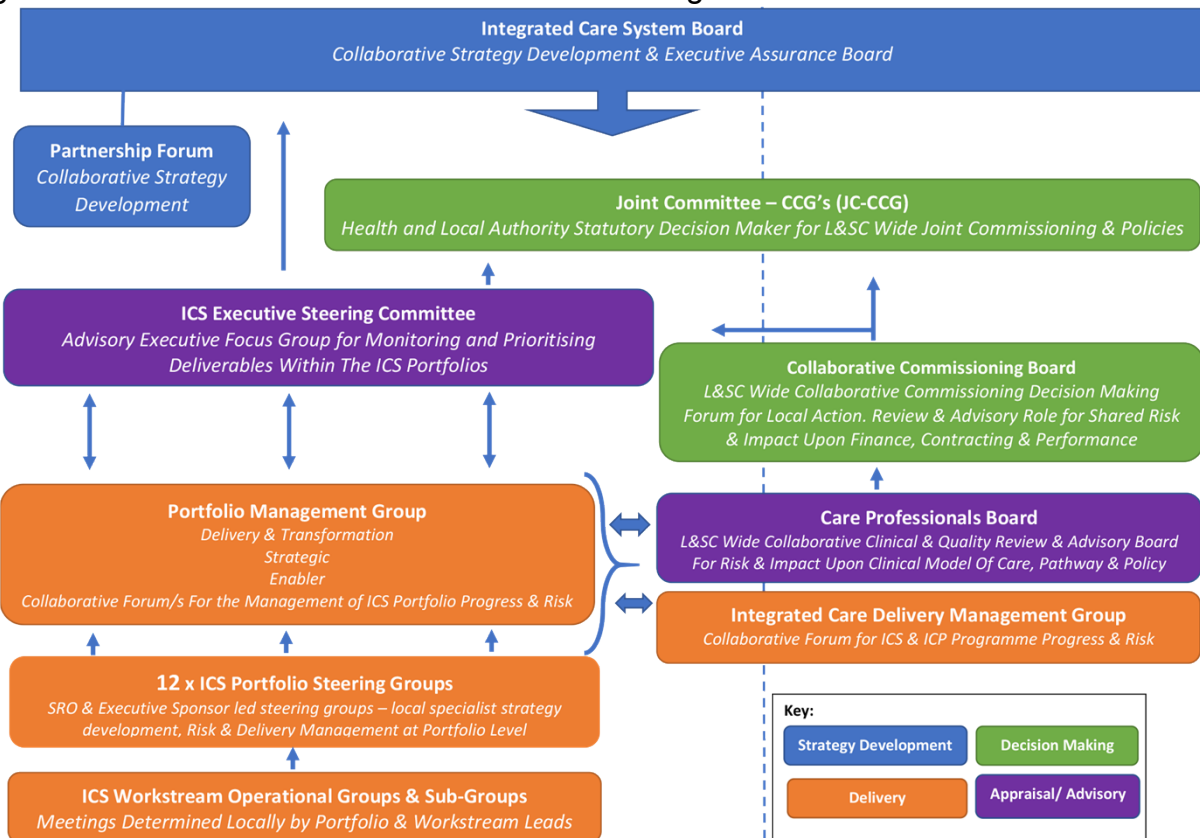 Integrated Care System Board
Collaborative Strategy Development & Executive Assurance Board
Partnership Forum
Collaborative Strategy
Development
Joint Committee – CCG's (JC-CCG)
Health and Local Authority Statutory Decision Maker for L&SC Wide Joint Commissioning & Policies
ICS Executive Steering Committee
Advisory Executive Focus Group for Monitoring and Prioritising
Deliverables Within The ICS Portfolios
Collaborative Commissioning Board
L&SC Wide Collaborative Commissioning Decision Making
Forum for Local Action. Review & Advisory Role for Shared Risk
& Impact Upon Finance, Contracting & Performance
Portfolio Management Group
Delivery & Transformation
Strategic
Enabler
Collaborative Forum/s For the Management of ICS Portfolio Progress & Risk
Care Professionals Board
L&SC Wide Collaborative Clinical & Quality Review & Advisory Board
For Risk & Impact Upon Clinical Model Of Care, Pathway & Policy
Integrated Care Delivery Management Group
Collaborative Forum for ICS & ICP Programme Progress & Risk
12 x ICS Portfolio Steering Groups
SRO & Executive Sponsor led steering groups – local specialist strategy
development, Risk & Delivery Management at Portfolio Level
ICS Workstream Operational Groups & Sub-Groups
Meetings Determined Locally by Portfolio & Workstream Leads
Key:
Strategy Development
Decision Making
Delivery
Appraisal/ Advisory